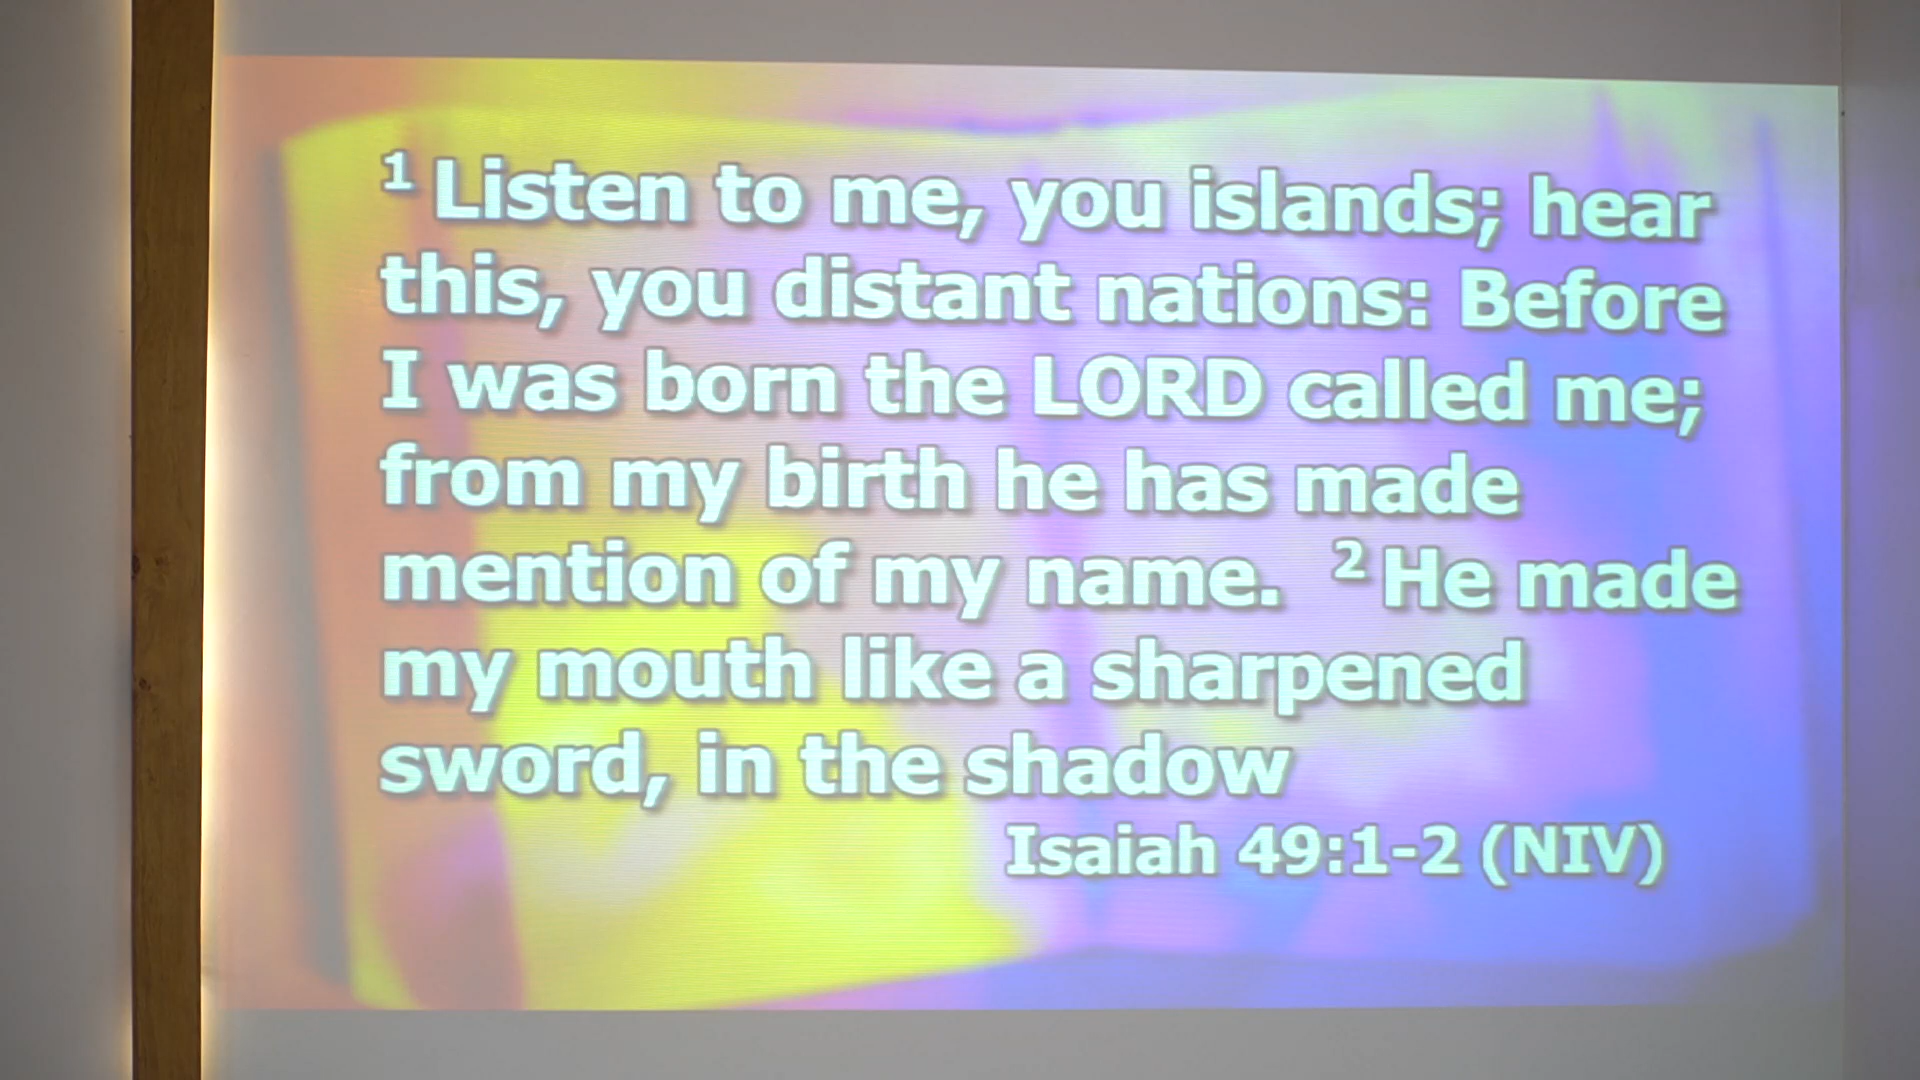 1 Listen to me, you islands; hear
this, you distant nations: Before
I was born the LORD called me;
from my birth he has made
mention of my name. 2 He made
my mouth like a sharpened
sword, in the shadow
Isaiah 49:1-2 (NIV)